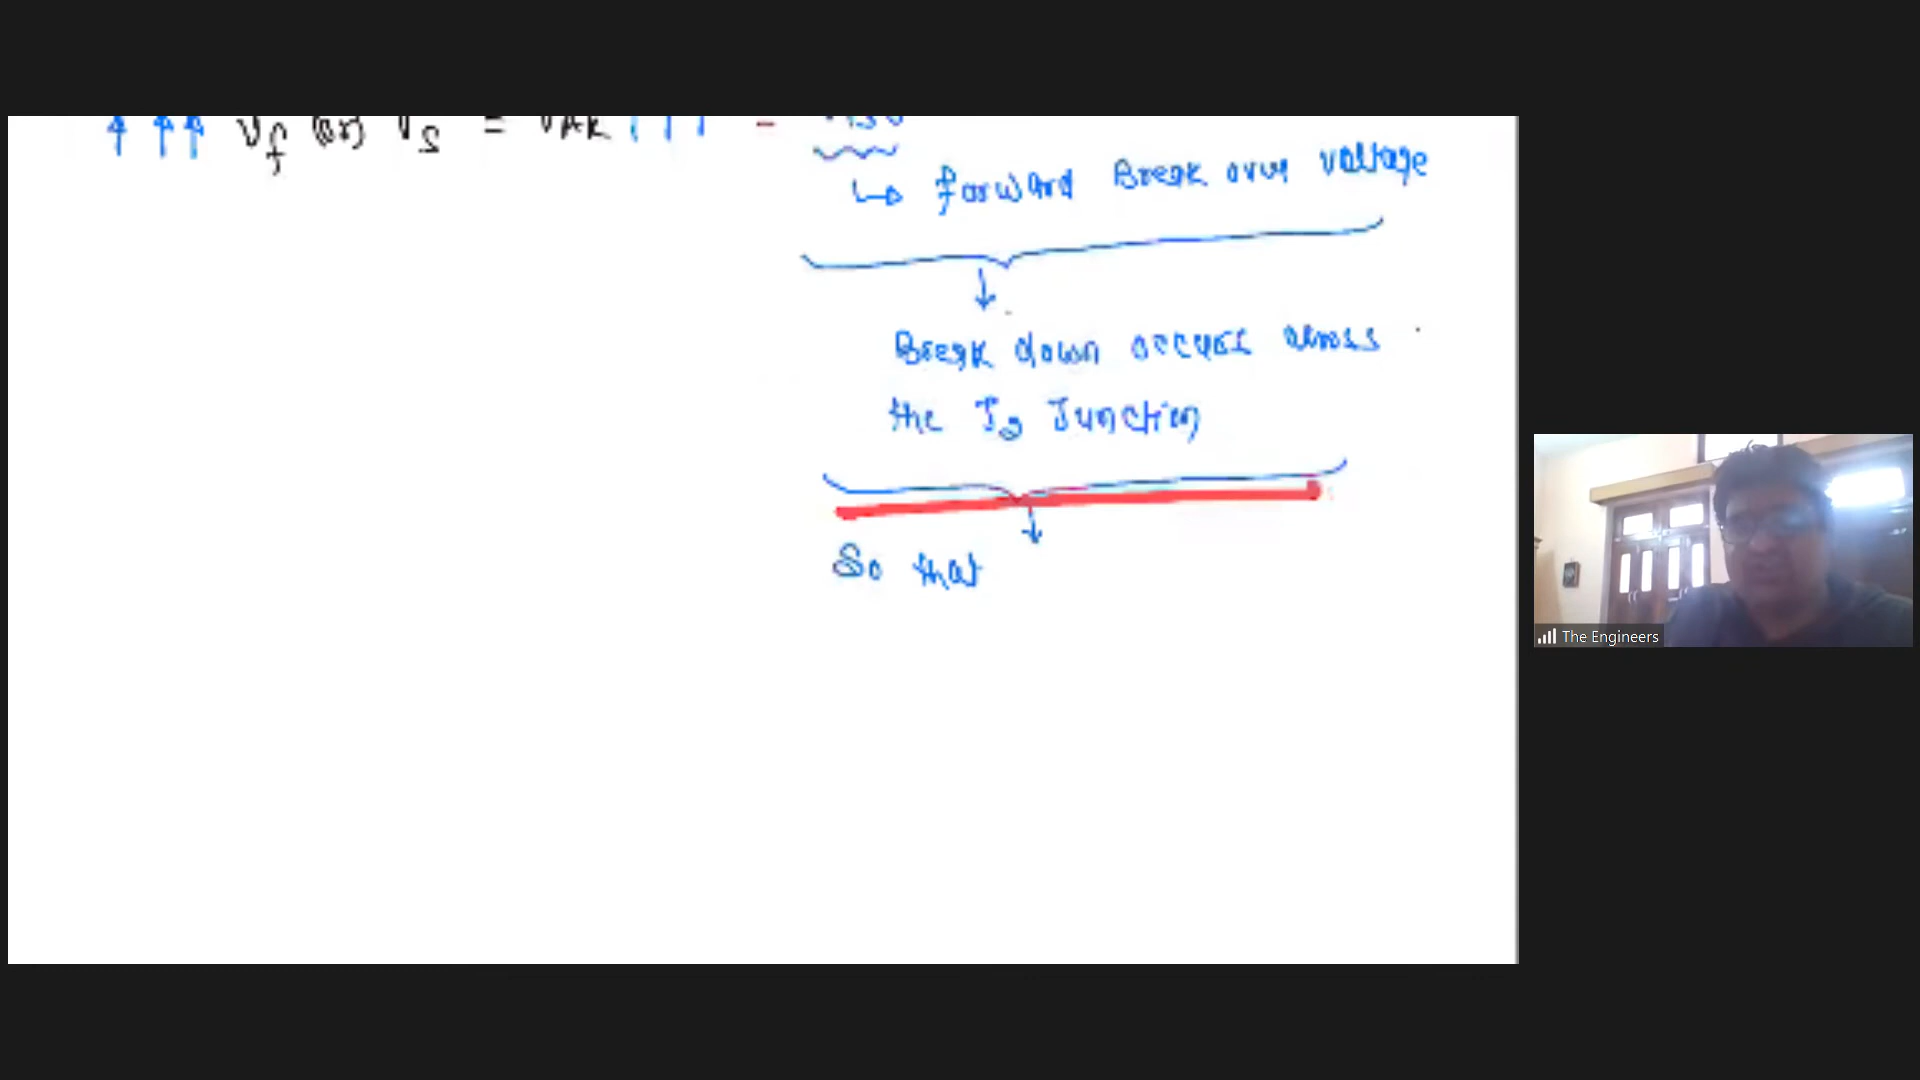 ↑ ↑↑ Vf (or) Vs = VAK ↑↑↑ =
↳ forward Break over voltage
↓
Break down occurs across
the J2 Junction
↓
So that
The Engineers